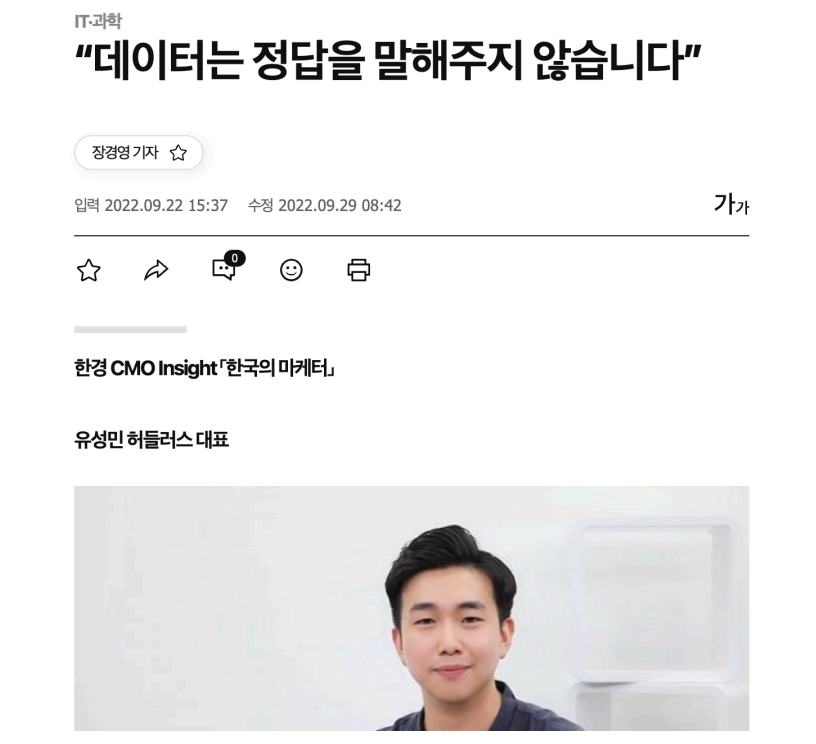 IT·과학
“데이터는 정답을 말해주지 않습니다”
장경영 기자
입력 2022.09.22 15:37 수정 2022.09.29 08:42
가가
0
한경 CMO Insight 「한국의 마케터」
유성민 허들러스 대표